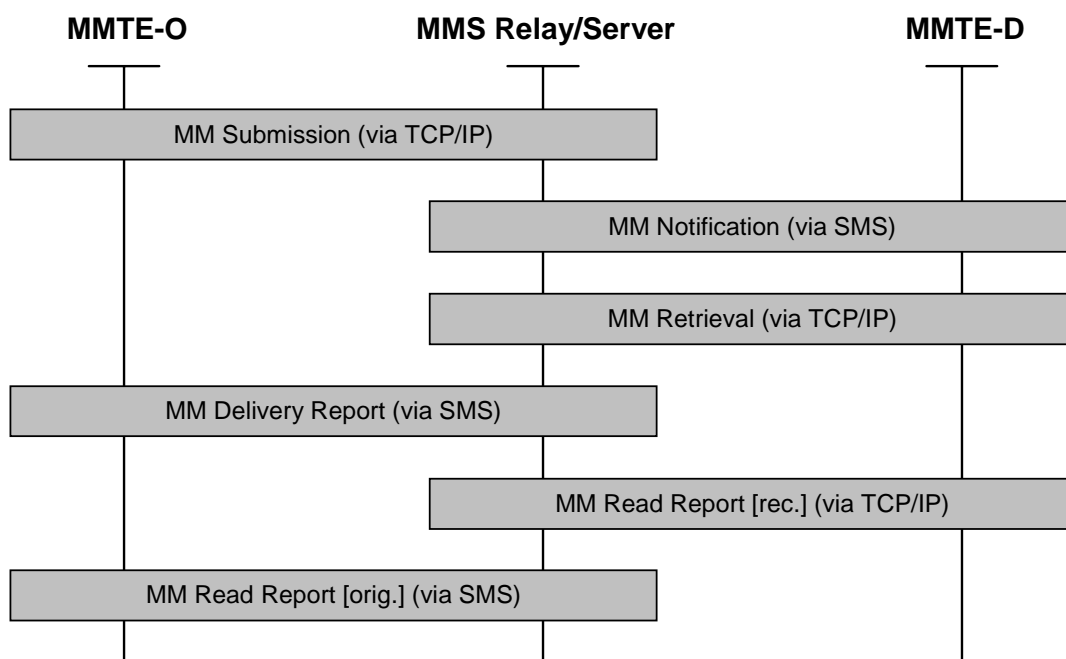 MMTE-O
MMS Relay/Server
MMTE-D
MM Submission (via TCP/IP)
MM Notification (via SMS)
MM Retrieval (via TCP/IP)
MM Delivery Report (via SMS)
MM Read Report [rec.] (via TCP/IP)
MM Read Report [orig.] (via SMS)